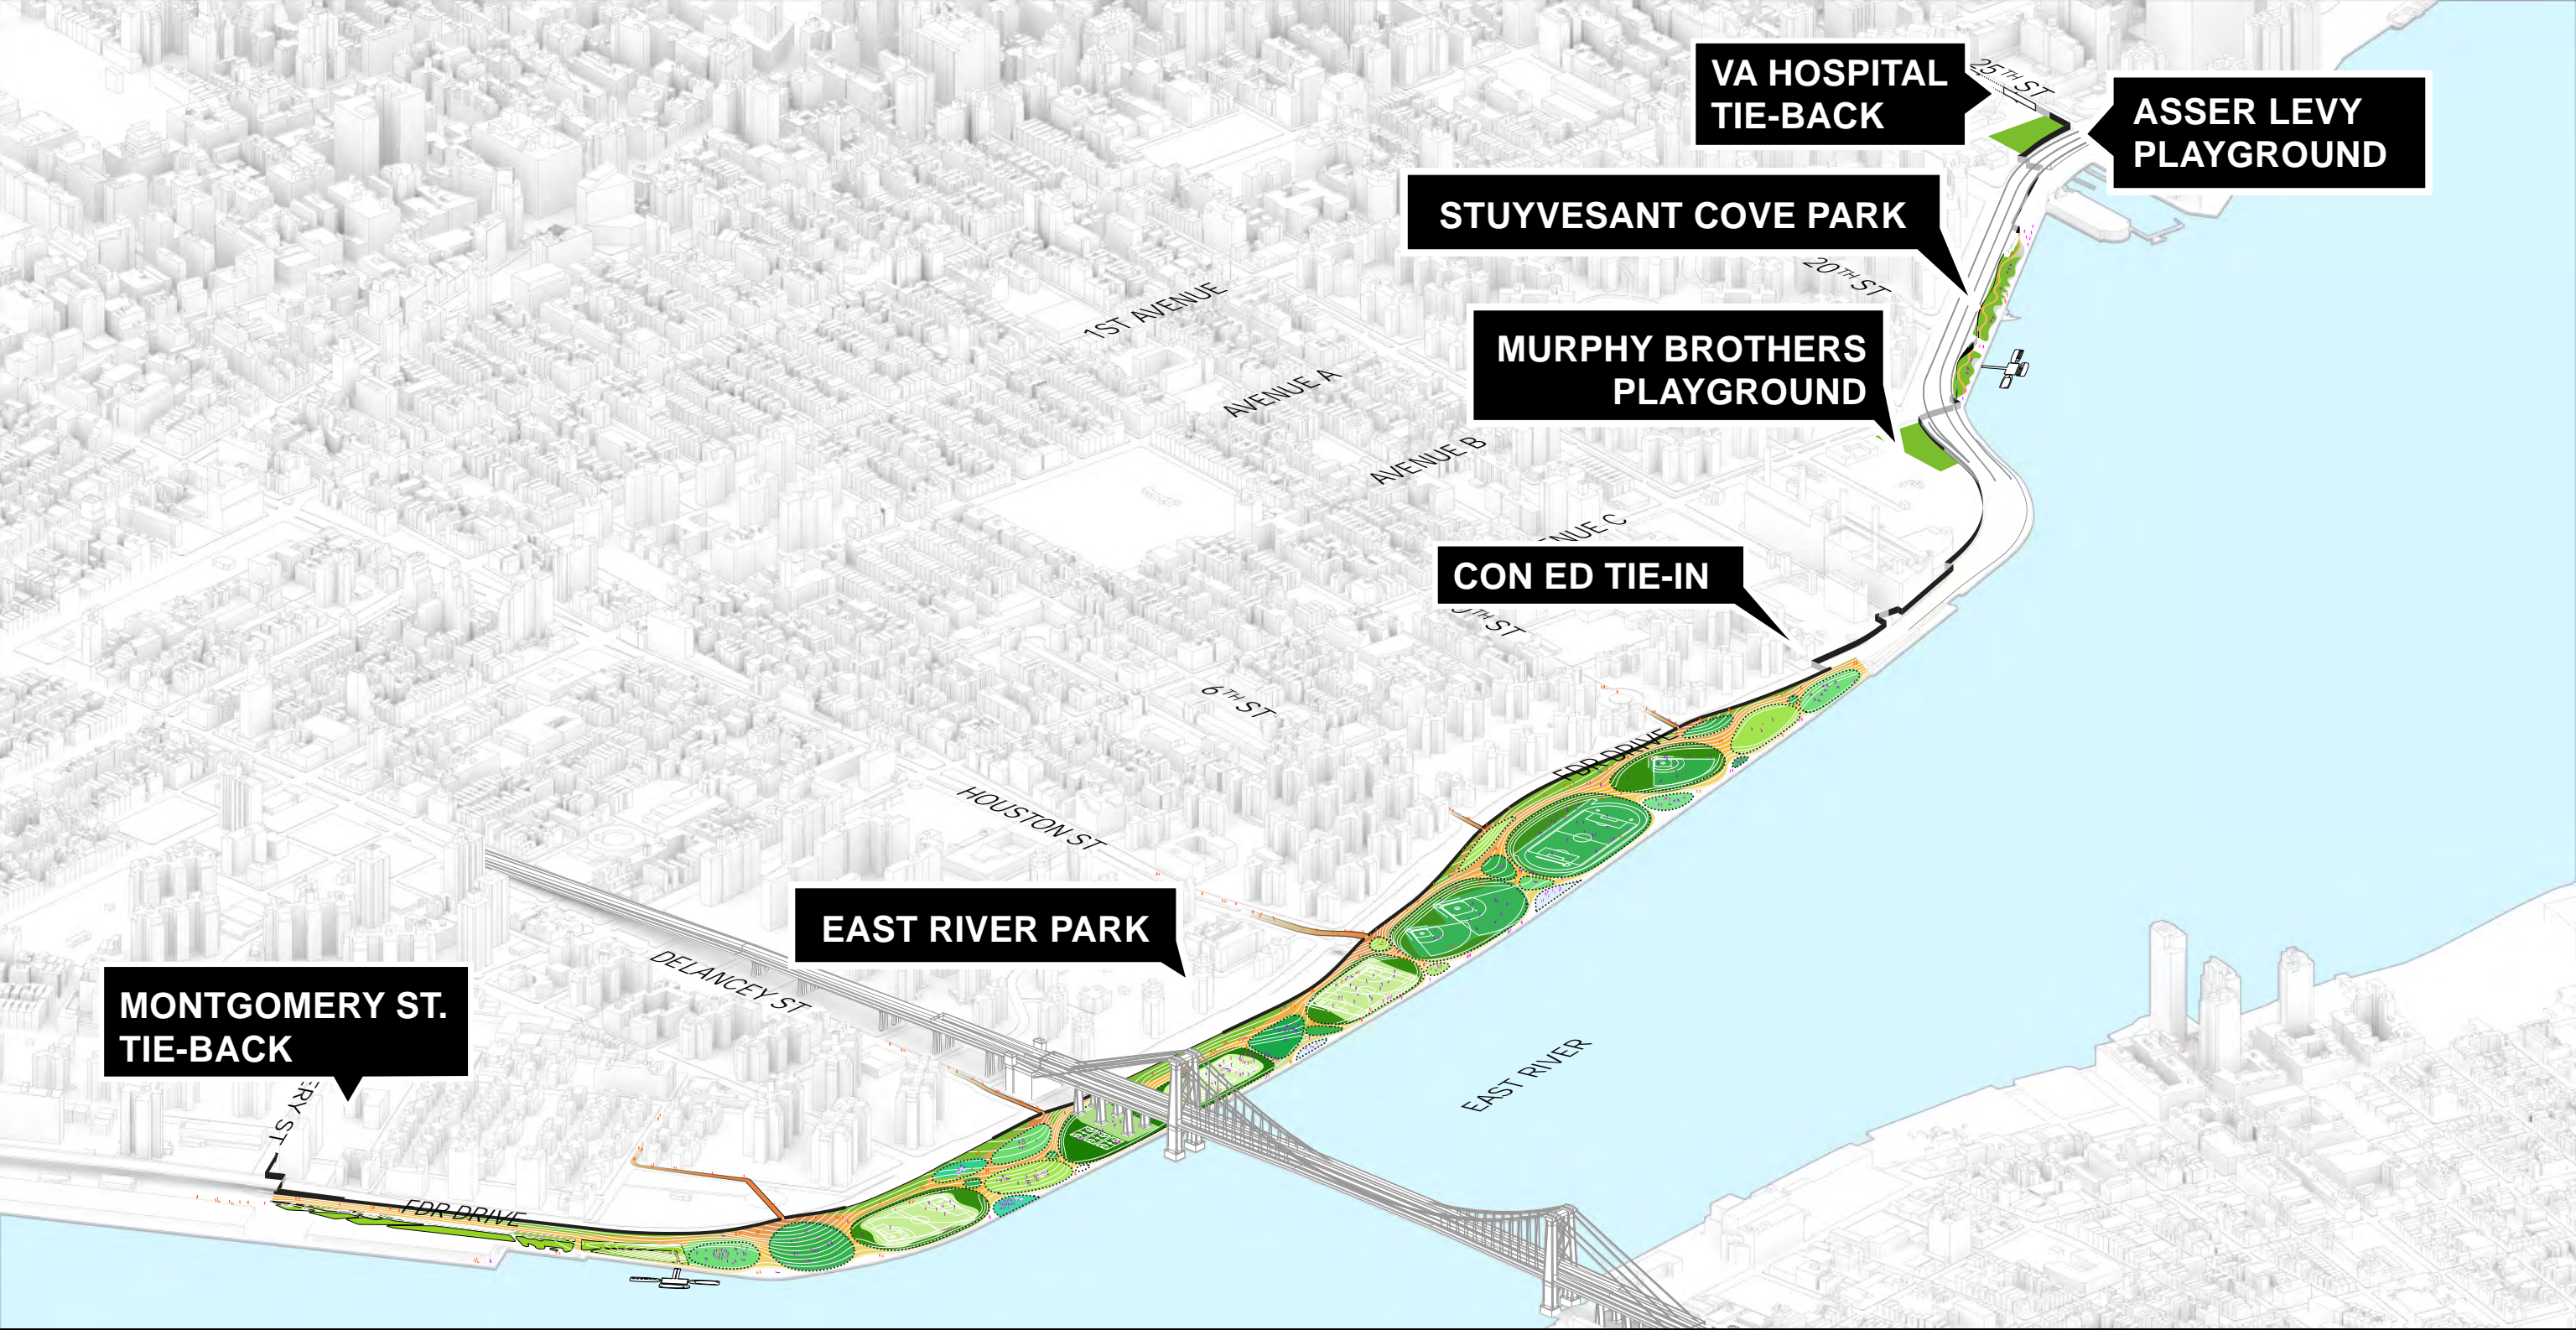 VA HOSPITAL
TIE-BACK
25TH ST
ASSER LEVY
PLAYGROUND
STUYVESANT COVE PARK
20TH ST
1ST AVENUE
MURPHY BROTHERS
PLAYGROUND
AVENUE A
AVENUE B
C
CON ED TIE-IN
ST
6TH ST
FDR DRIVE
HOUSTON ST
EAST RIVER PARK
DELANCEY ST
MONTGOMERY ST.
TIE-BACK
EAST RIVER
ST
FDR DRIVE